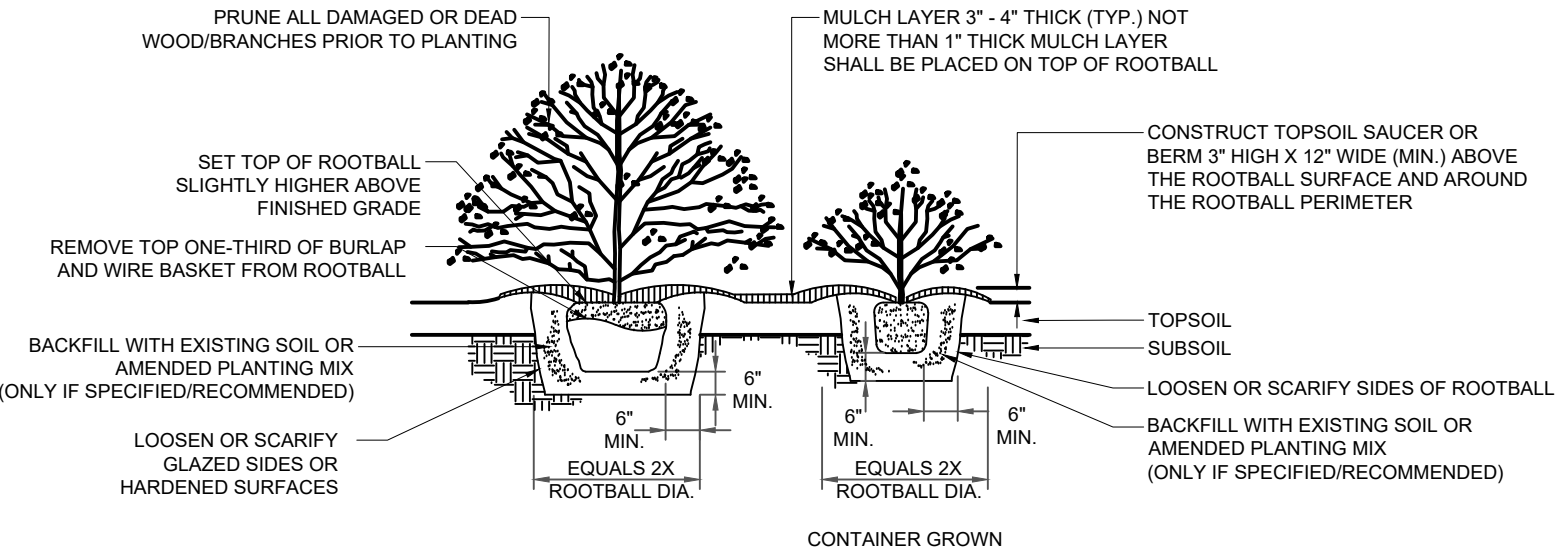 PRUNE ALL DAMAGED OR DEAD
WOOD/BRANCHES PRIOR TO PLANTING
SET TOP OF ROOTBALL
SLIGHTLY HIGHER ABOVE
FINISHED GRADE
REMOVE TOP ONE-THIRD OF BURLAP
AND WIRE BASKET FROM ROOTBALL
BACKFILL WITH EXISTING SOIL OR
AMENDED PLANTING MIX
(ONLY IF SPECIFIED/RECOMMENDED)
LOOSEN OR SCARIFY
GLAZED SIDES OR
HARDENED SURFACES
6"
MIN.
6"
MIN.
EQUALS 2X
ROOTBALL DIA.
MULCH LAYER 3" - 4" THICK (TYP.) NOT
MORE THAN 1" THICK MULCH LAYER
SHALL BE PLACED ON TOP OF ROOTBALL
CONSTRUCT TOPSOIL SAUCER OR
BERM 3" HIGH X 12" WIDE (MIN.) ABOVE
THE ROOTBALL SURFACE AND AROUND
THE ROOTBALL PERIMETER
TOPSOIL
SUBSOIL
LOOSEN OR SCARIFY SIDES OF ROOTBALL
BACKFILL WITH EXISTING SOIL OR
AMENDED PLANTING MIX
(ONLY IF SPECIFIED/RECOMMENDED)
6"
MIN.
6"
MIN.
EQUALS 2X
ROOTBALL DIA.
CONTAINER GROWN